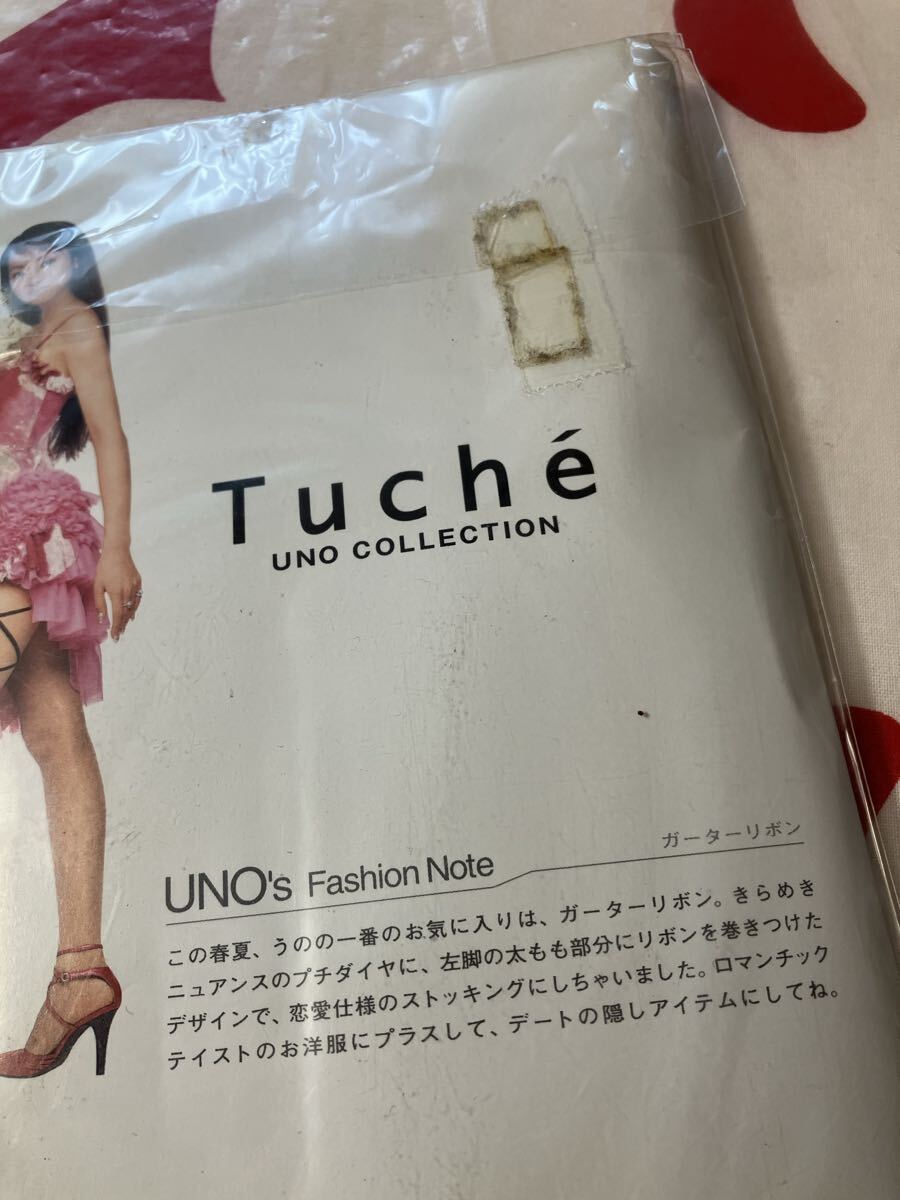 Tuché
UNO COLLECTION
UNO's Fashion Note
ガーターリボン
この春夏、うのの一番のお気に入りは、ガーターリボン。きらめき
ニュアンスのプチダイヤに、左脚の太もも部分にリボンを巻きつけた
デザインで、恋愛仕様のストッキングにしちゃいました。ロマンチック
テイストのお洋服にプラスして、デートの隠しアイテムにしてね。